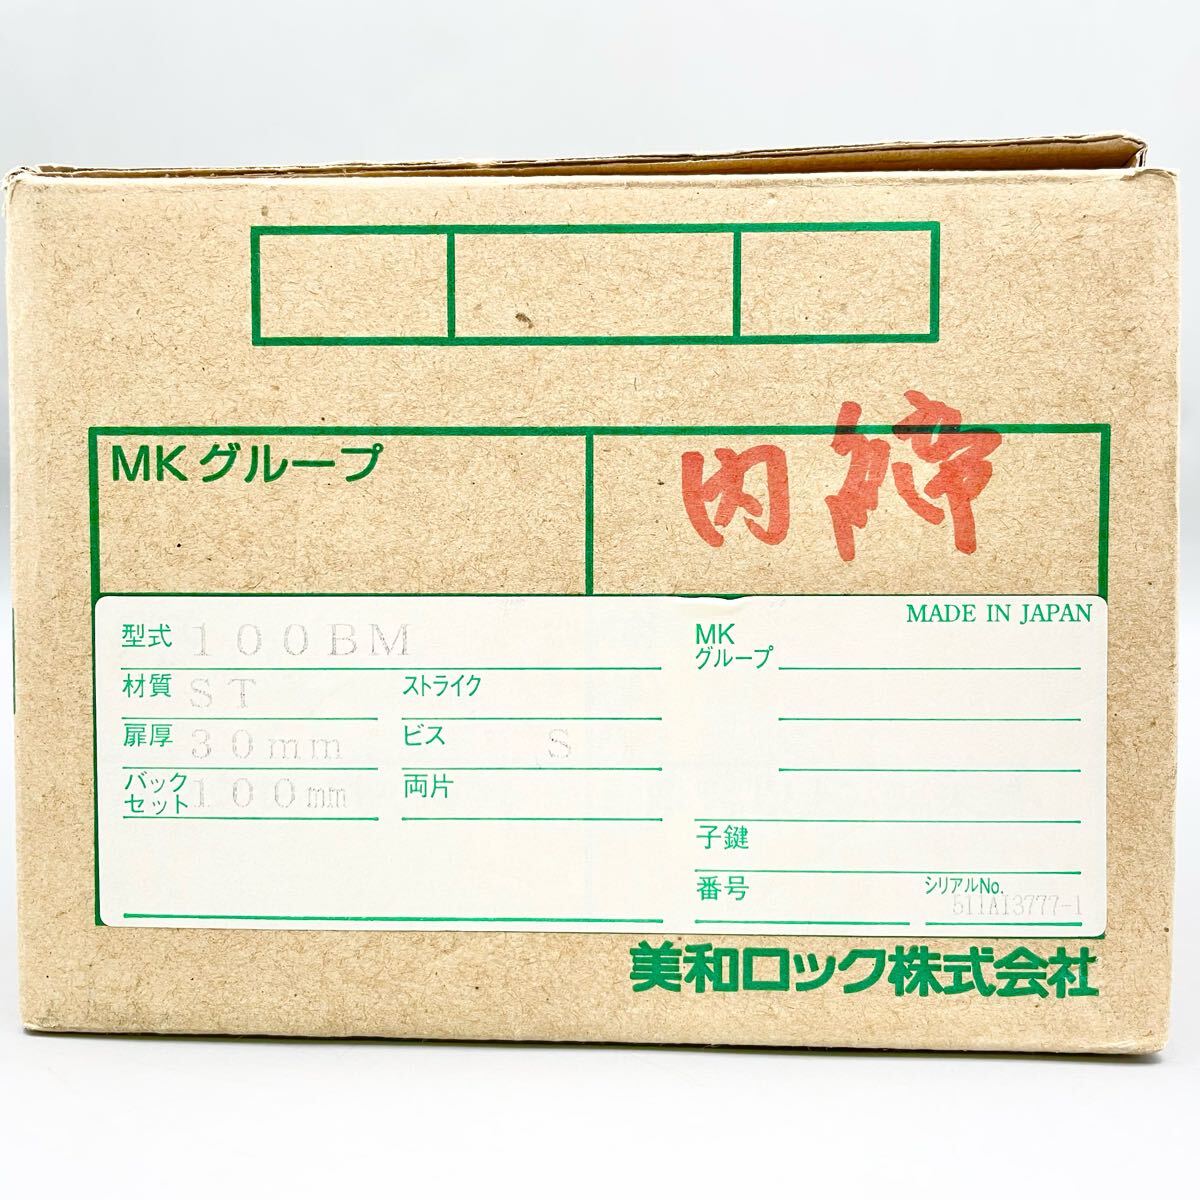 MKグループ
内締
MADE IN JAPAN
型式 100BM
MK
グループ
材質 ST
ストライク
扉厚 30mm
ビス S
バック
セット 100mm
両片
子鍵
番号
シリアルNo.
511A13777-1
美和ロック株式会社